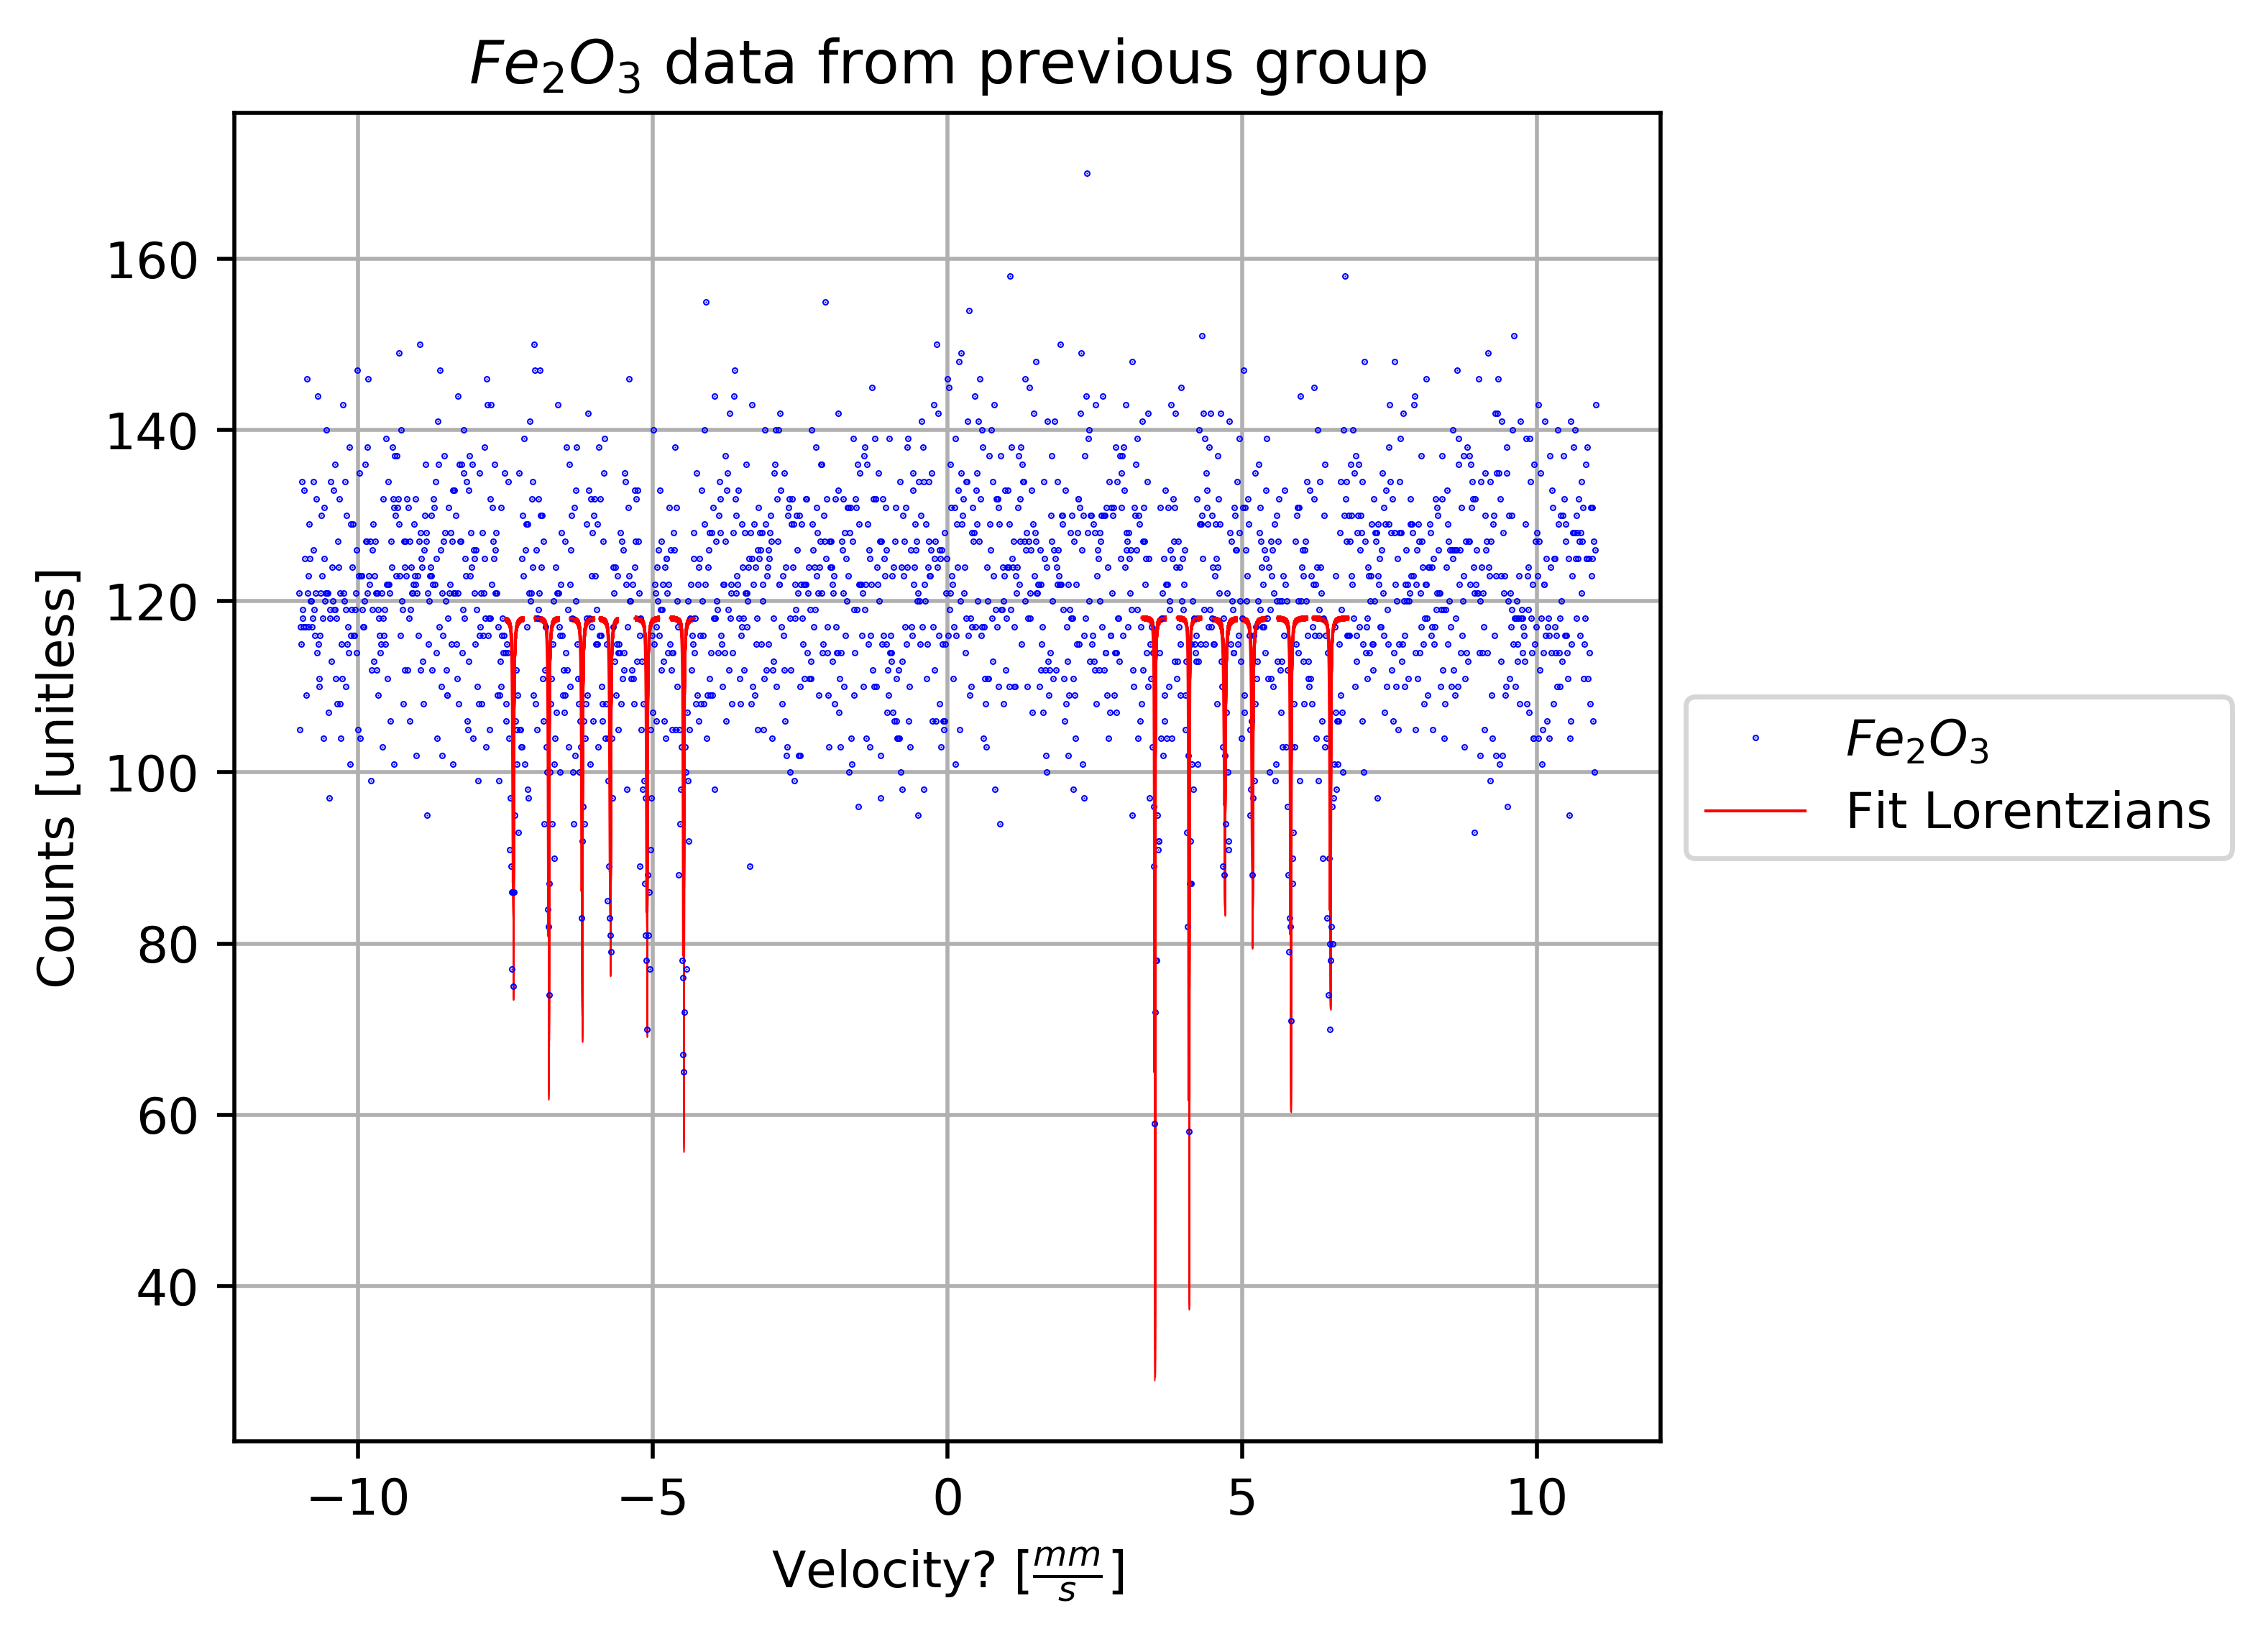 Fe₂O₃ data from previous group
160
140
120
100
80
60
40
Counts [unitless]
−10
−5
0
5
10
Velocity? [mm/s]
Fe₂O₃
Fit Lorentzians